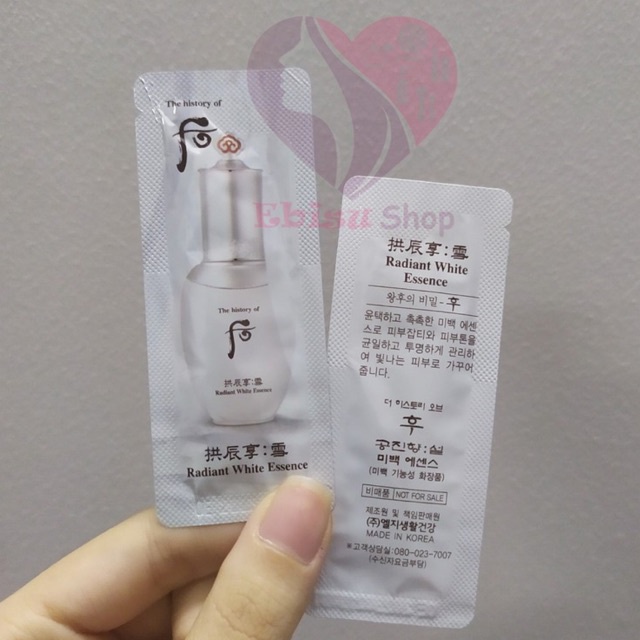 Ebisu Shop
The history of
后
The history of
后
拱辰享:雪
Radiant White Essence
拱辰享:雪
Radiant White Essence
拱辰享:雪
Radiant White
Essence
왕후의 비밀-후
윤택하고 촉촉한 미백 에센
스로 피부잡티와 피부톤을
균일하고 투명하게 관리하
여 빛나는 피부로 가꾸어
줍니다.
더 히스토리 오브
후
공진향:설
미백 에센스
(미백 기능성 화장품)
비매품 NOT FOR SALE
제조원 및 책임판매원
(주)엘지생활건강
MADE IN KOREA
※고객상담실:080-023-7007
(수신자요금부담)